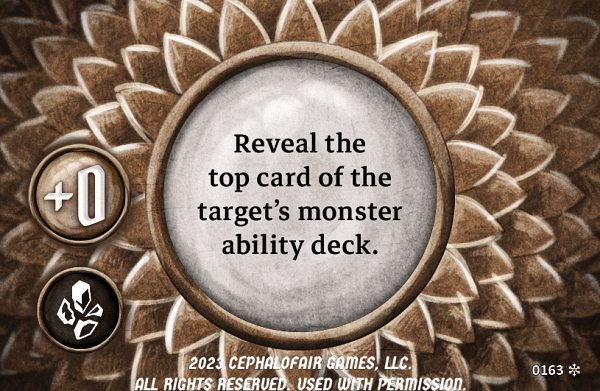 Reveal the
top card of the
target's monster
ability deck.
+0
2023 CEPHALOFAIR GAMES, LLC.
ALL RIGHTS RESERVED. USED WITH PERMISSION.
0163